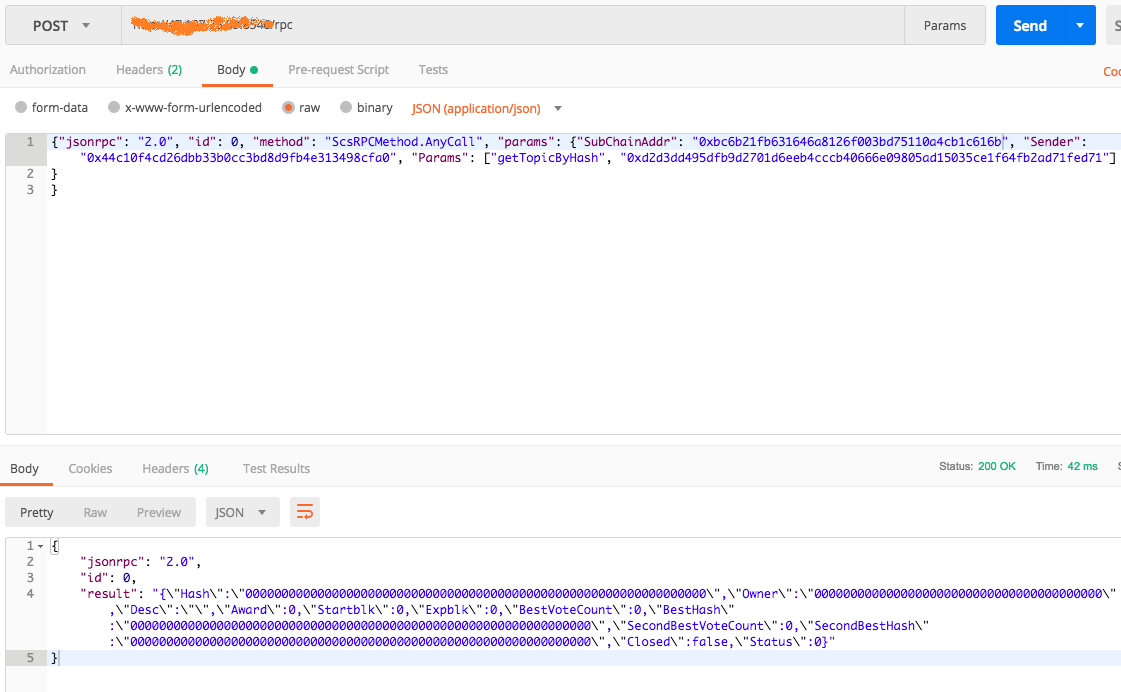 POST Params Send
Authorization Headers (2) Body Pre-request Script Tests
form-data x-www-form-urlencoded raw binary JSON (application/json)
1 {"jsonrpc": "2.0", "id": 0, "method": "ScsRPCMethod.AnyCall", "params": {"SubChainAddr": "0xbc6b21fb631646a8126f003bd75110a4cb1c616b", "Sender":
"0x44c10f4cd26dbb33b0cc3bd8d9fb4e313498cfa0", "Params": ["getTopicByHash", "0xd2d3dd495dfb9d2701d6eeb4cccb40666e09805ad15035ce1f64fb2ad71fed71"]
2 }
3 }
Body Cookies Headers (4) Test Results Status: 200 OK Time: 42 ms
Pretty Raw Preview JSON
1 {
2 "jsonrpc": "2.0",
3 "id": 0,
4 "result": "{\"Hash\":\"0000000000000000000000000000000000000000000000000000000000000000\",\"Owner\":\"0000000000000000000000000000000000000000\"
,\"Desc\":\"\",\"Award\":0,\"Startblk\":0,\"Expblk\":0,\"BestVoteCount\":0,\"BestHash\"
:\"0000000000000000000000000000000000000000000000000000000000000000\",\"SecondBestVoteCount\":0,\"SecondBestHash\"
:\"0000000000000000000000000000000000000000000000000000000000000000\",\"Closed\":false,\"Status\":0}"
5 }